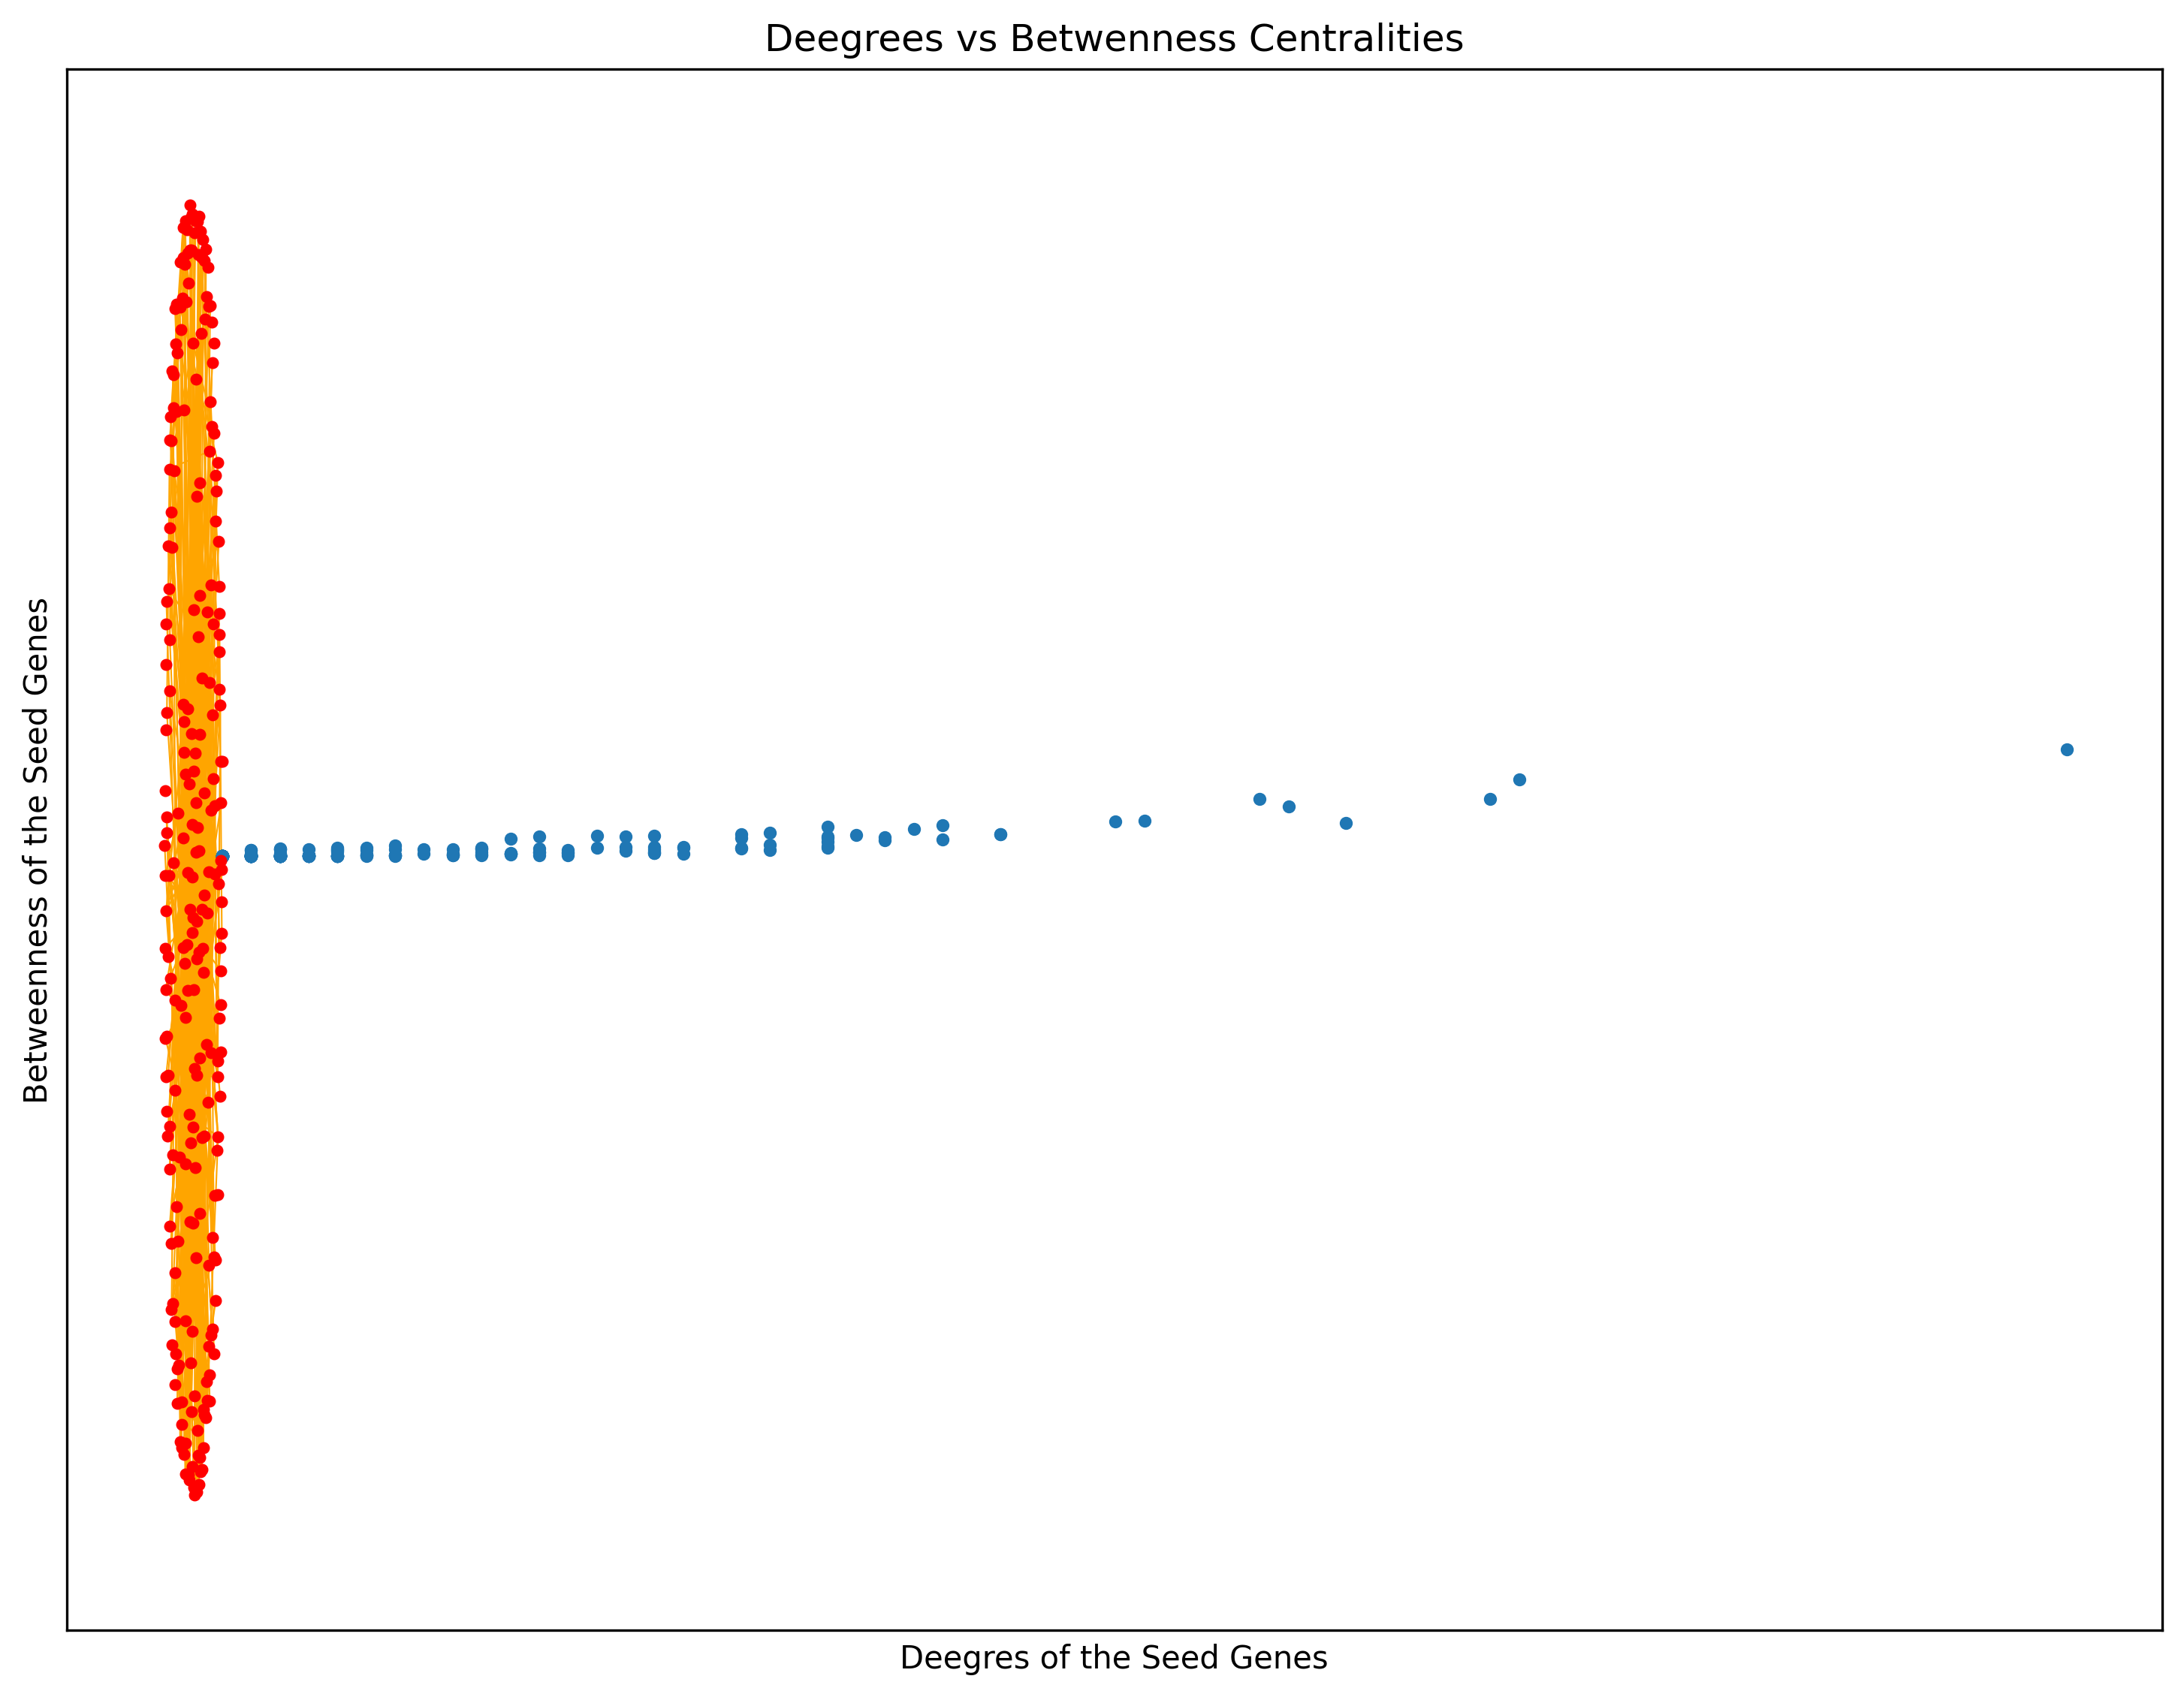 Deegrees vs Betwenness Centralities
Betweenness of the Seed Genes
Deegres of the Seed Genes